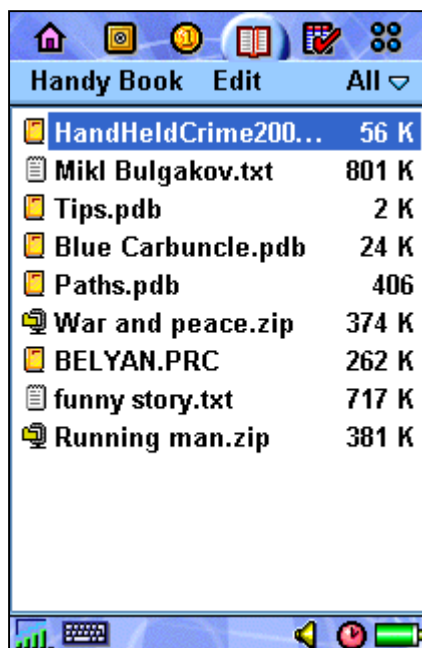 Handy Book Edit All
HandHeldCrime200... 56 K
Mikl Bulgakov.txt 801 K
Tips.pdb 2 K
Blue Carbuncle.pdb 24 K
Paths.pdb 406
War and peace.zip 374 K
BELYAN.PRC 262 K
funny story.txt 717 K
Running man.zip 381 K